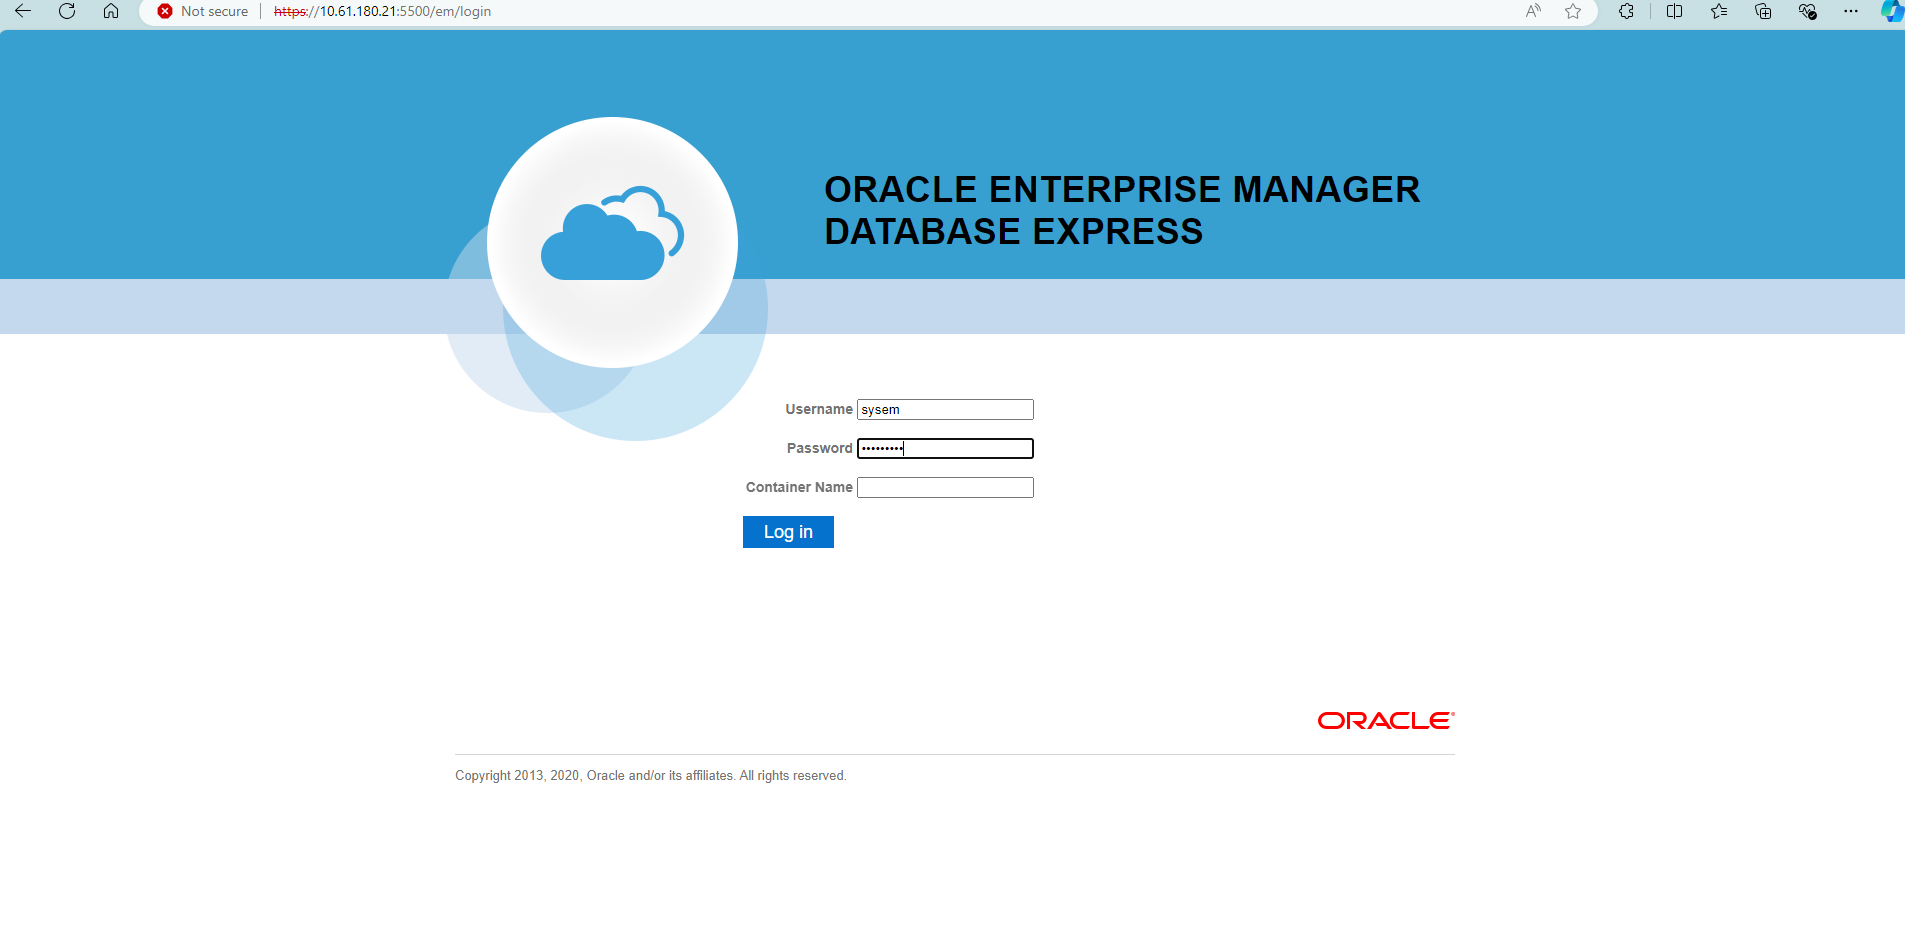 Not secure https://10.61.180.21:5500/em/login
ORACLE ENTERPRISE MANAGER
DATABASE EXPRESS
Username sysem
Password •••••••••
Container Name
Log in
ORACLE
Copyright 2013, 2020, Oracle and/or its affiliates. All rights reserved.